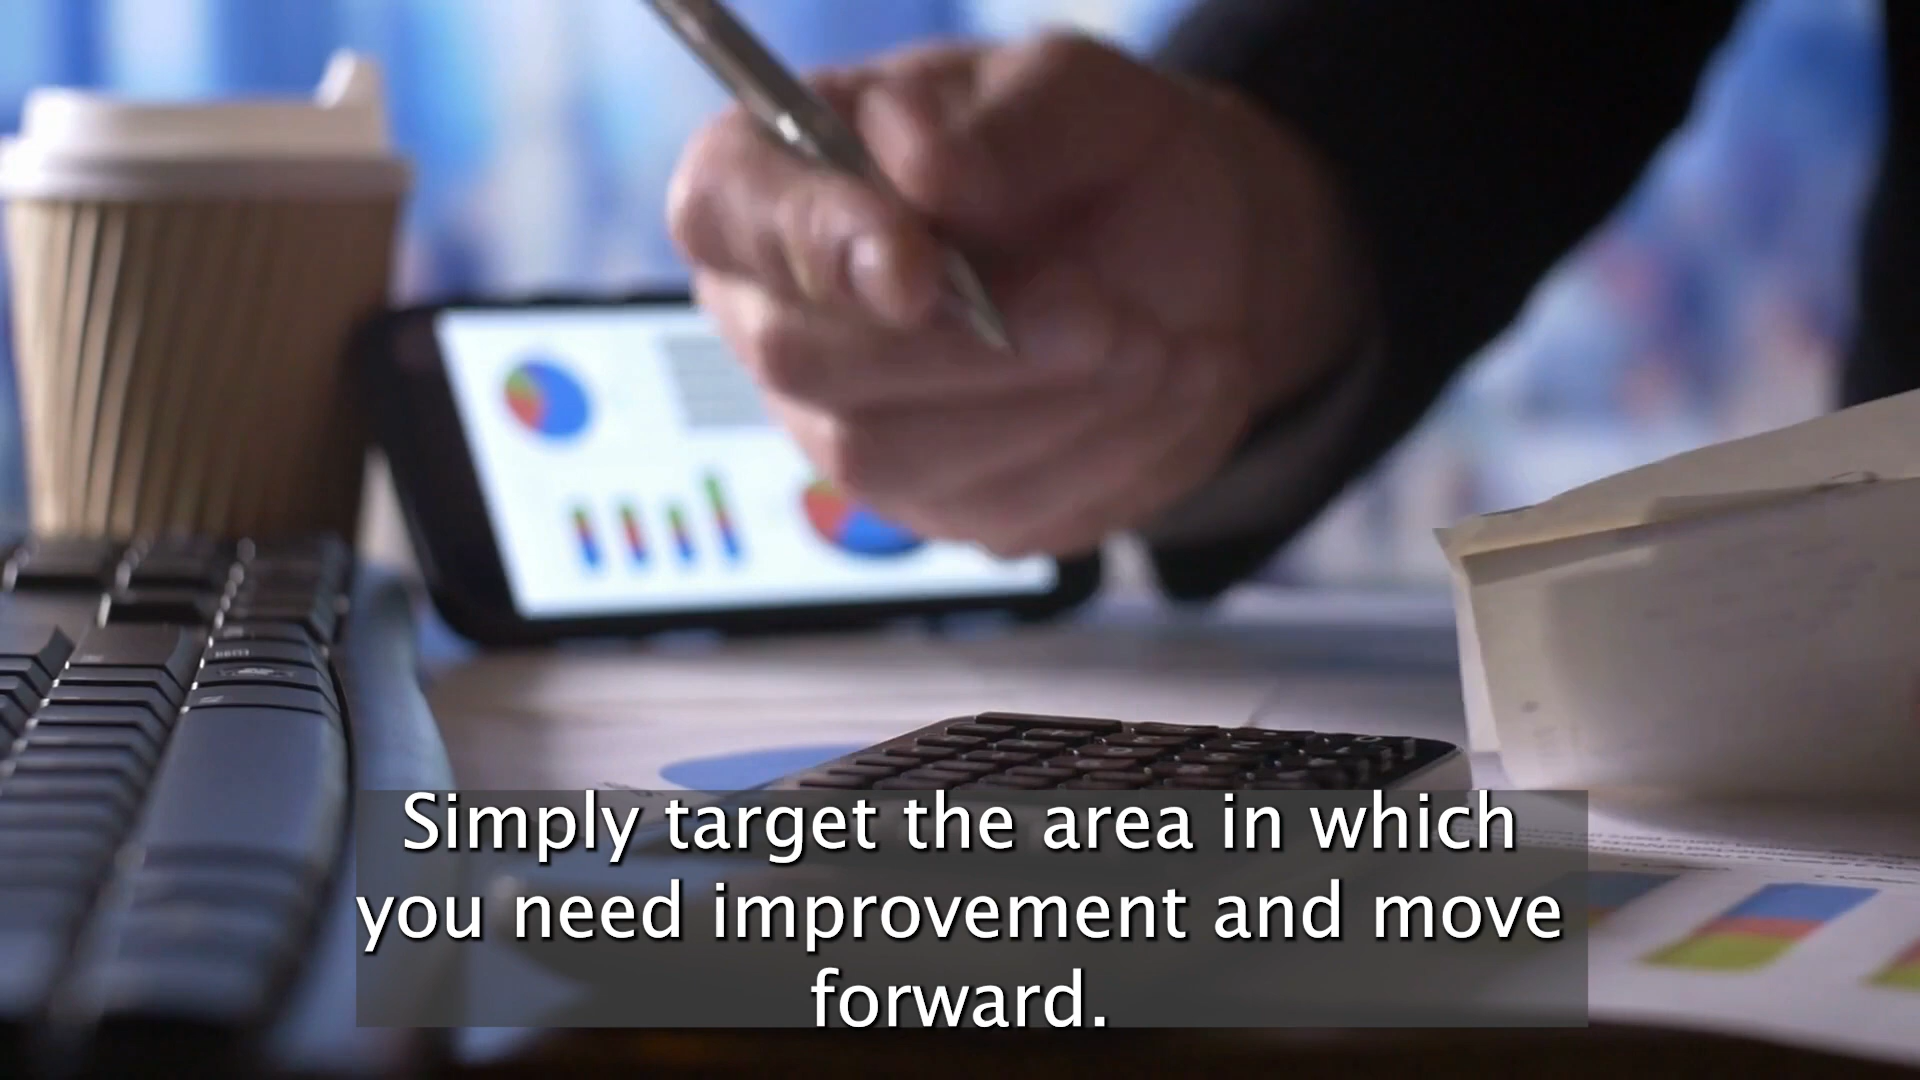 Simply target the area in which
you need improvement and move
forward.